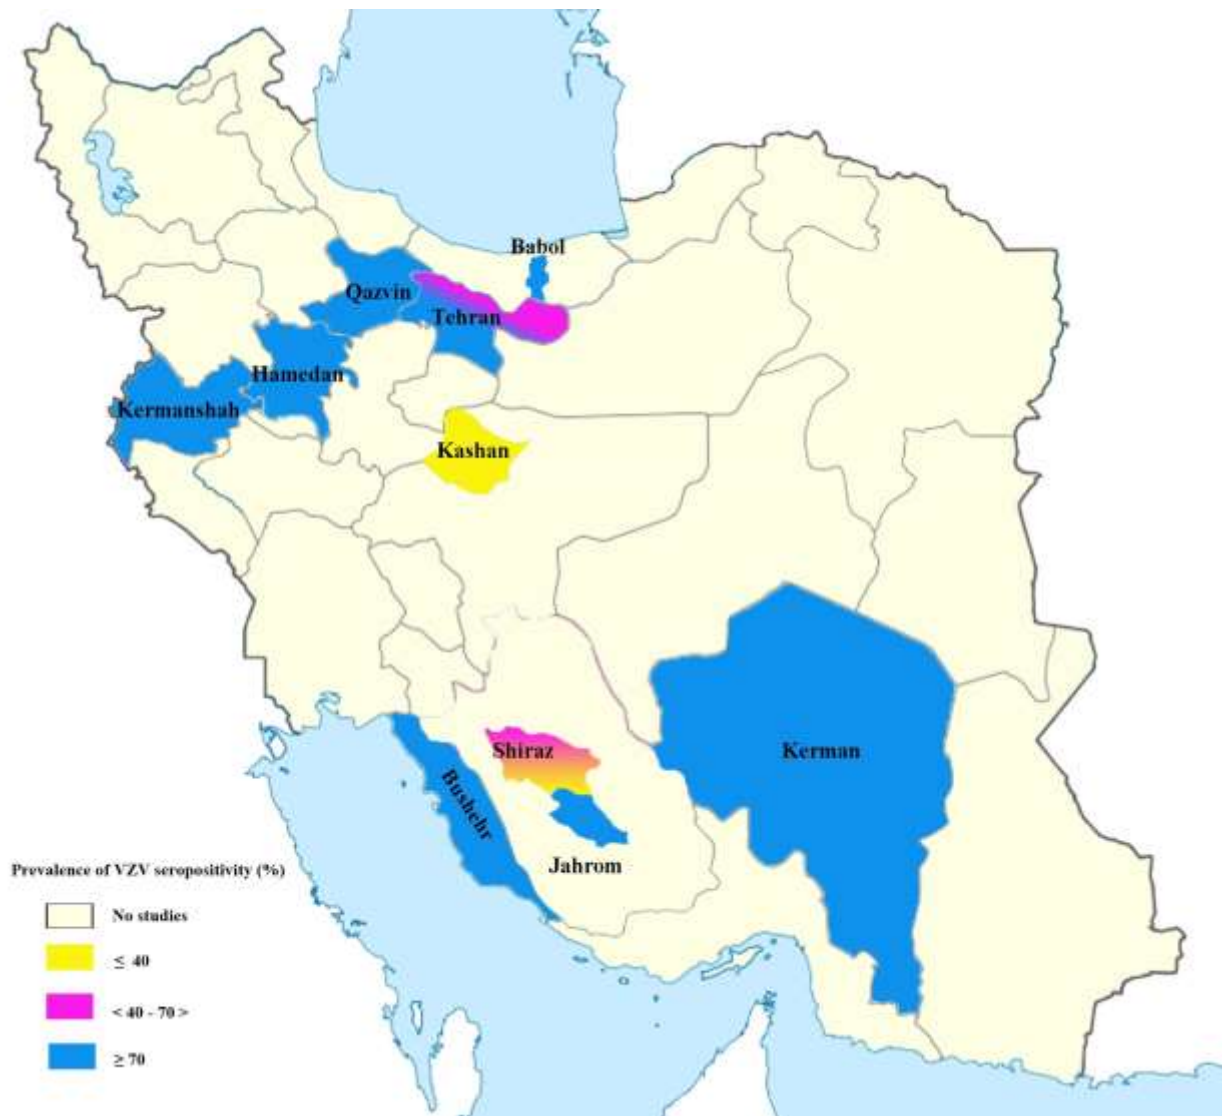 Babol
Qazvin
Tehran
Hamedan
Kermanshah
Kashan
Shiraz
Kerman
Bushehr
Jahrom
Prevalence of VZV seropositivity (%)
No studies
≤ 40
< 40 - 70 >
≥ 70